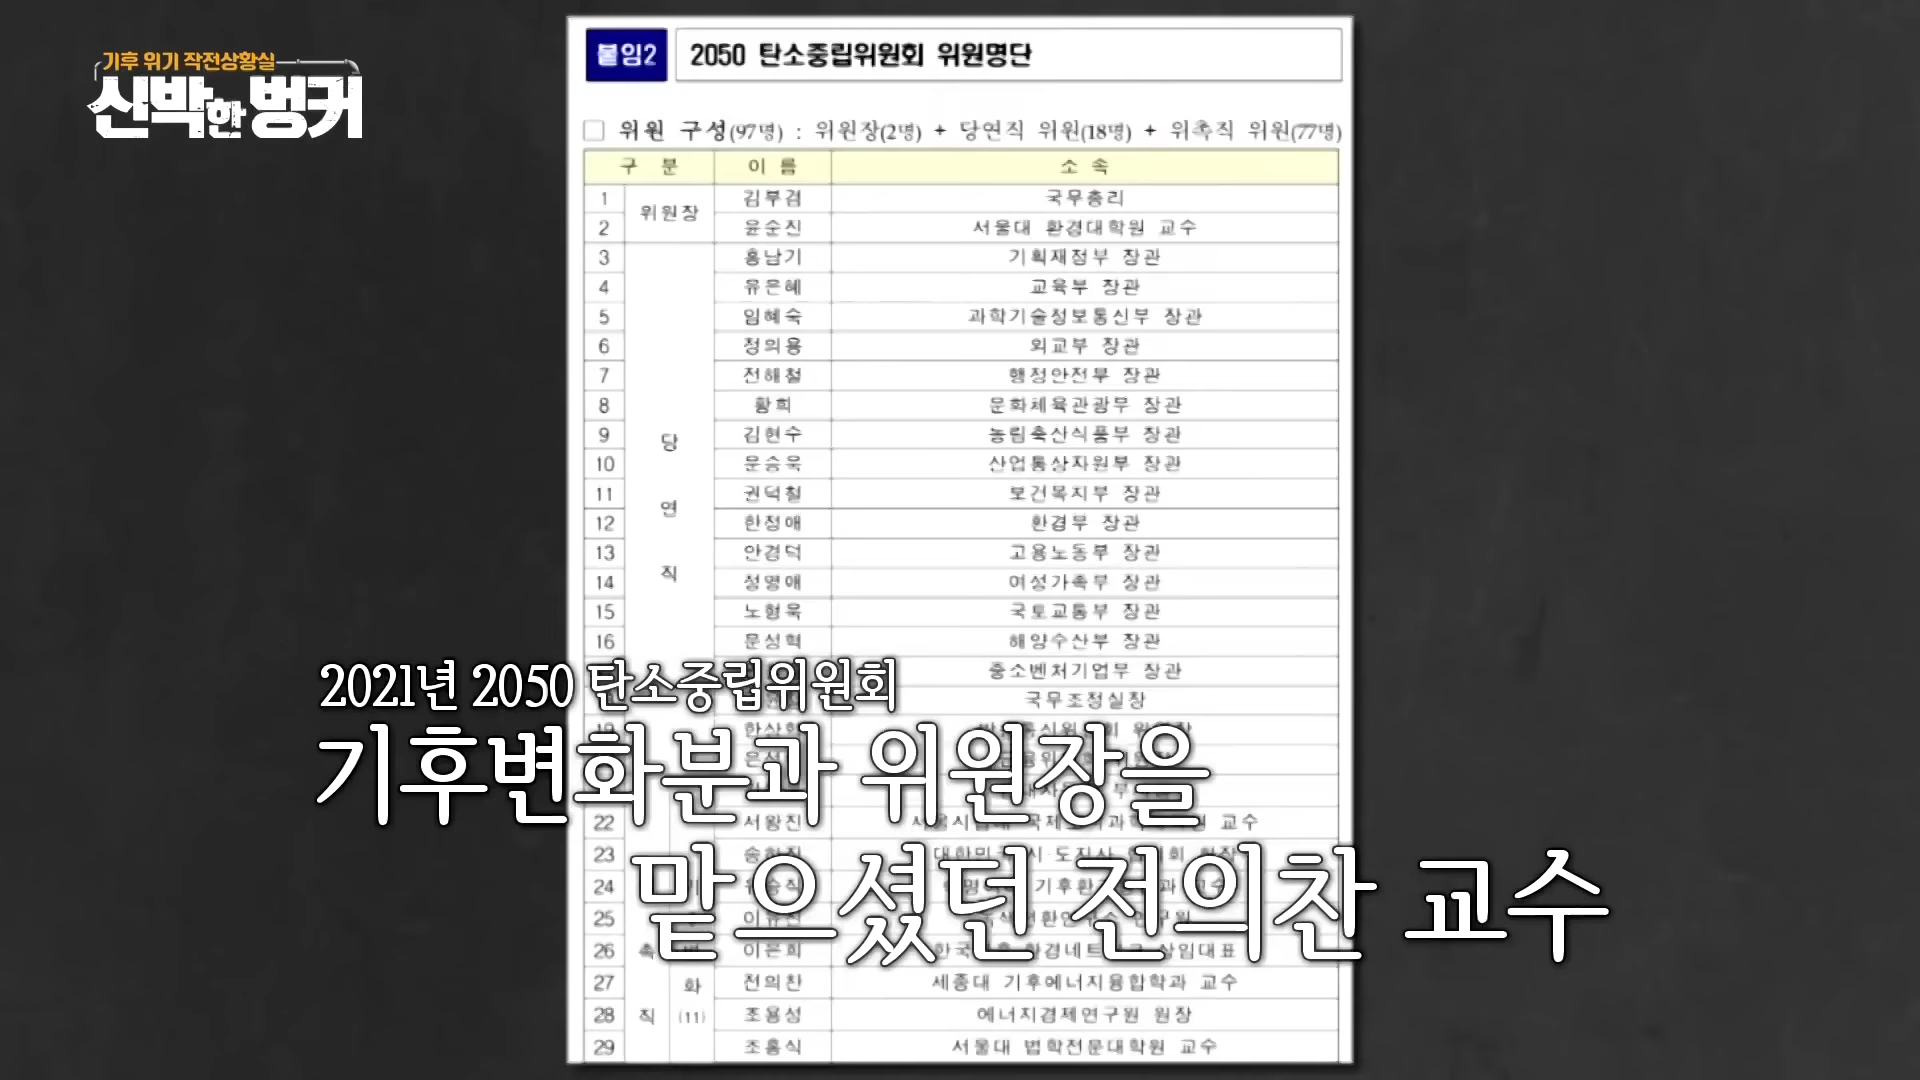 기후 위기 작전상황실
신박한 벙커
붙임2 2050 탄소중립위원회 위원명단
□ 위원 구성(97명) : 위원장(2명) + 당연직 위원(18명) + 위촉직 위원(77명)
구 분 이 름 소 속
1 위원장 김부겸 국무총리
2 윤순진 서울대 환경대학원 교수
3 당연직 홍남기 기획재정부 장관
4 유은혜 교육부 장관
5 임혜숙 과학기술정보통신부 장관
6 정의용 외교부 장관
7 전해철 행정안전부 장관
8 황희 문화체육관광부 장관
9 김현수 농림축산식품부 장관
10 문승욱 산업통상자원부 장관
11 권덕철 보건복지부 장관
12 한정애 환경부 장관
13 안경덕 고용노동부 장관
14 정영애 여성가족부 장관
15 노형욱 국토교통부 장관
16 문성혁 해양수산부 장관
중소벤처기업부 장관
국무조정실장
22 서왕진 교수
23
24
25
26 촉 이은희 상임대표
27 화 전의찬 세종대 기후에너지융합학과 교수
28 직 (11) 조용성 에너지경제연구원 원장
29 조홍식 서울대 법학전문대학원 교수
2021년 2050 탄소중립위원회
기후변화분과 위원장을
맡으셨던 전의찬 교수